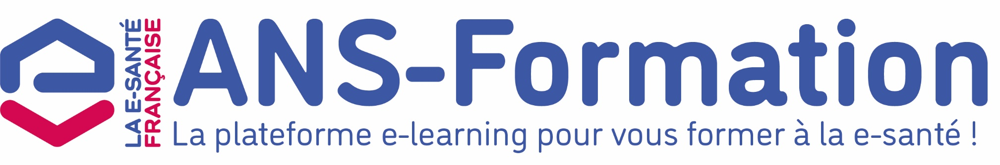 LA E-SANTÉ
FRANÇAISE
ANS-Formation
La plateforme e-learning pour vous former à la e-santé !